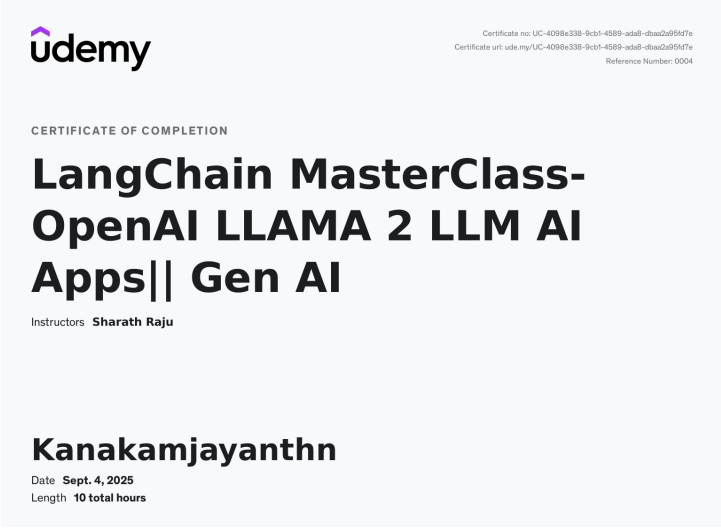 udemy
Certificate no: UC-4098e338-9cb1-4589-ada8-dbaa2a95fd7e
Certificate url: ude.my/UC-4098e338-9cb1-4589-ada8-dbaa2a95fd7e
Reference Number: 0004
CERTIFICATE OF COMPLETION
LangChain MasterClass-
OpenAI LLAMA 2 LLM AI
Apps|| Gen AI
Instructors Sharath Raju
Kanakamjayanthn
Date Sept. 4, 2025
Length 10 total hours